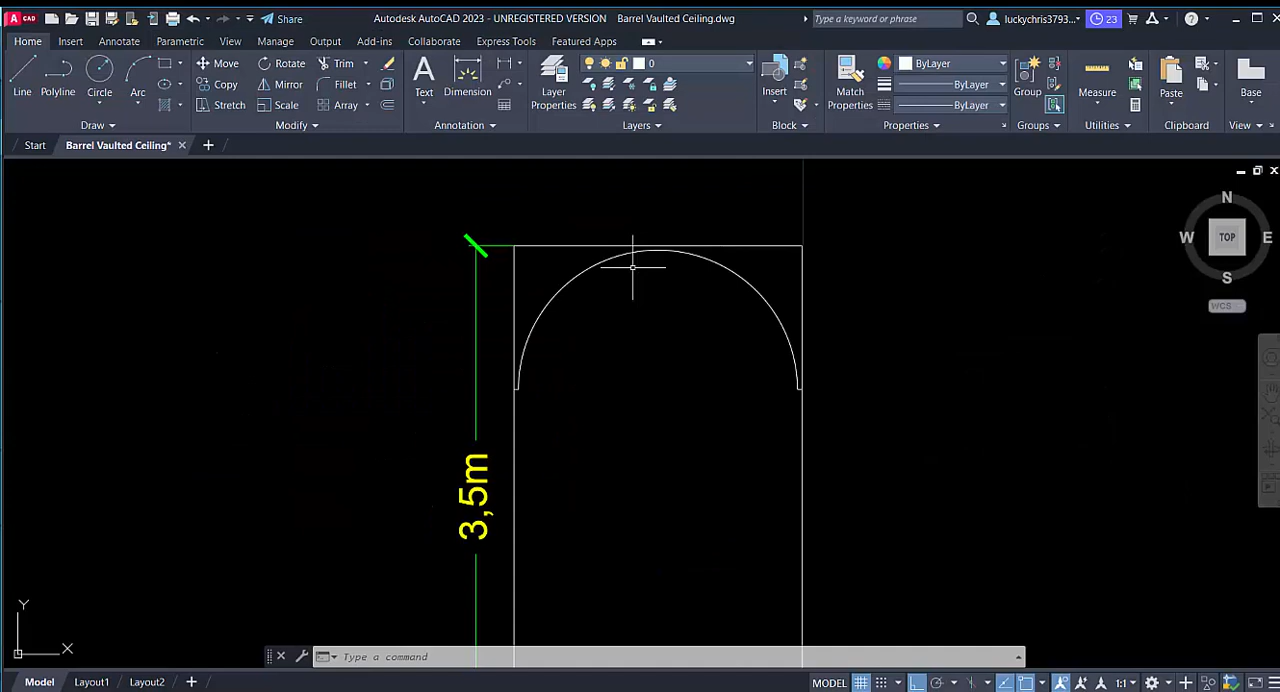 A CAD Share Autodesk AutoCAD 2023 - UNREGISTERED VERSION Barrel Vaulted Ceiling.dwg Type a keyword or phrase luckychris3793... 23
Home Insert Annotate Parametric View Manage Output Add-ins Collaborate Express Tools Featured Apps
Line Polyline Circle Arc Move Rotate Trim Text Dimension Layer Properties 0 Insert Match Properties ByLayer Group Measure Paste Base
Copy Mirror Fillet ByLayer
Stretch Scale Array ByLayer
Draw Modify Annotation Layers Block Properties Groups Utilities Clipboard View
Start Barrel Vaulted Ceiling*
N
W TOP E
S
WCS
3,5m
Y
X
Type a command
Model Layout1 Layout2 MODEL 1:1